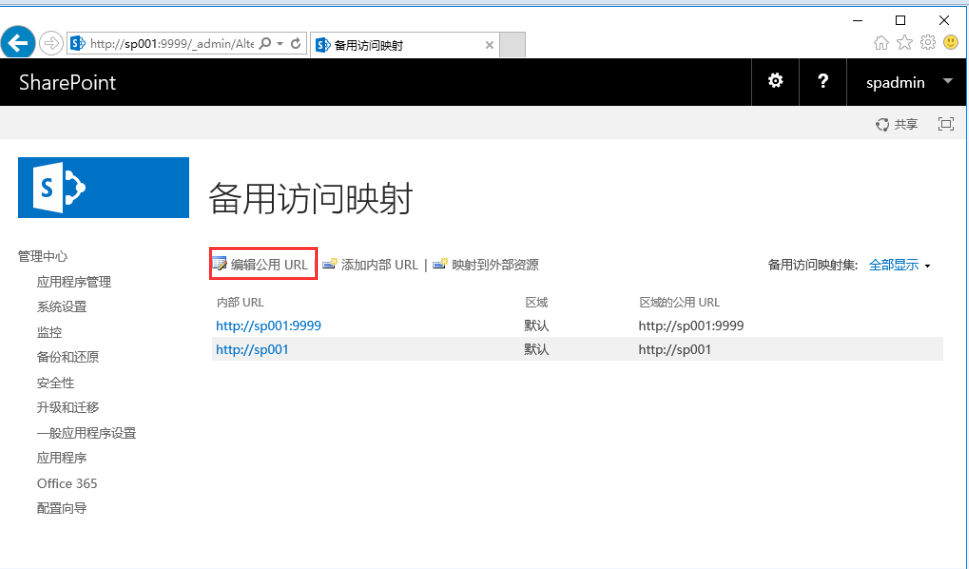 http://sp001:9999/_admin/Alte
备用访问映射
SharePoint
?
spadmin
共享
S
备用访问映射
管理中心
应用程序管理
系统设置
监控
备份和还原
安全性
升级和迁移
一般应用程序设置
应用程序
Office 365
配置向导
编辑公用 URL | 添加内部 URL | 映射到外部资源
备用访问映射集: 全部显示
内部 URL 区域 区域的公用 URL
http://sp001:9999 默认 http://sp001:9999
http://sp001 默认 http://sp001